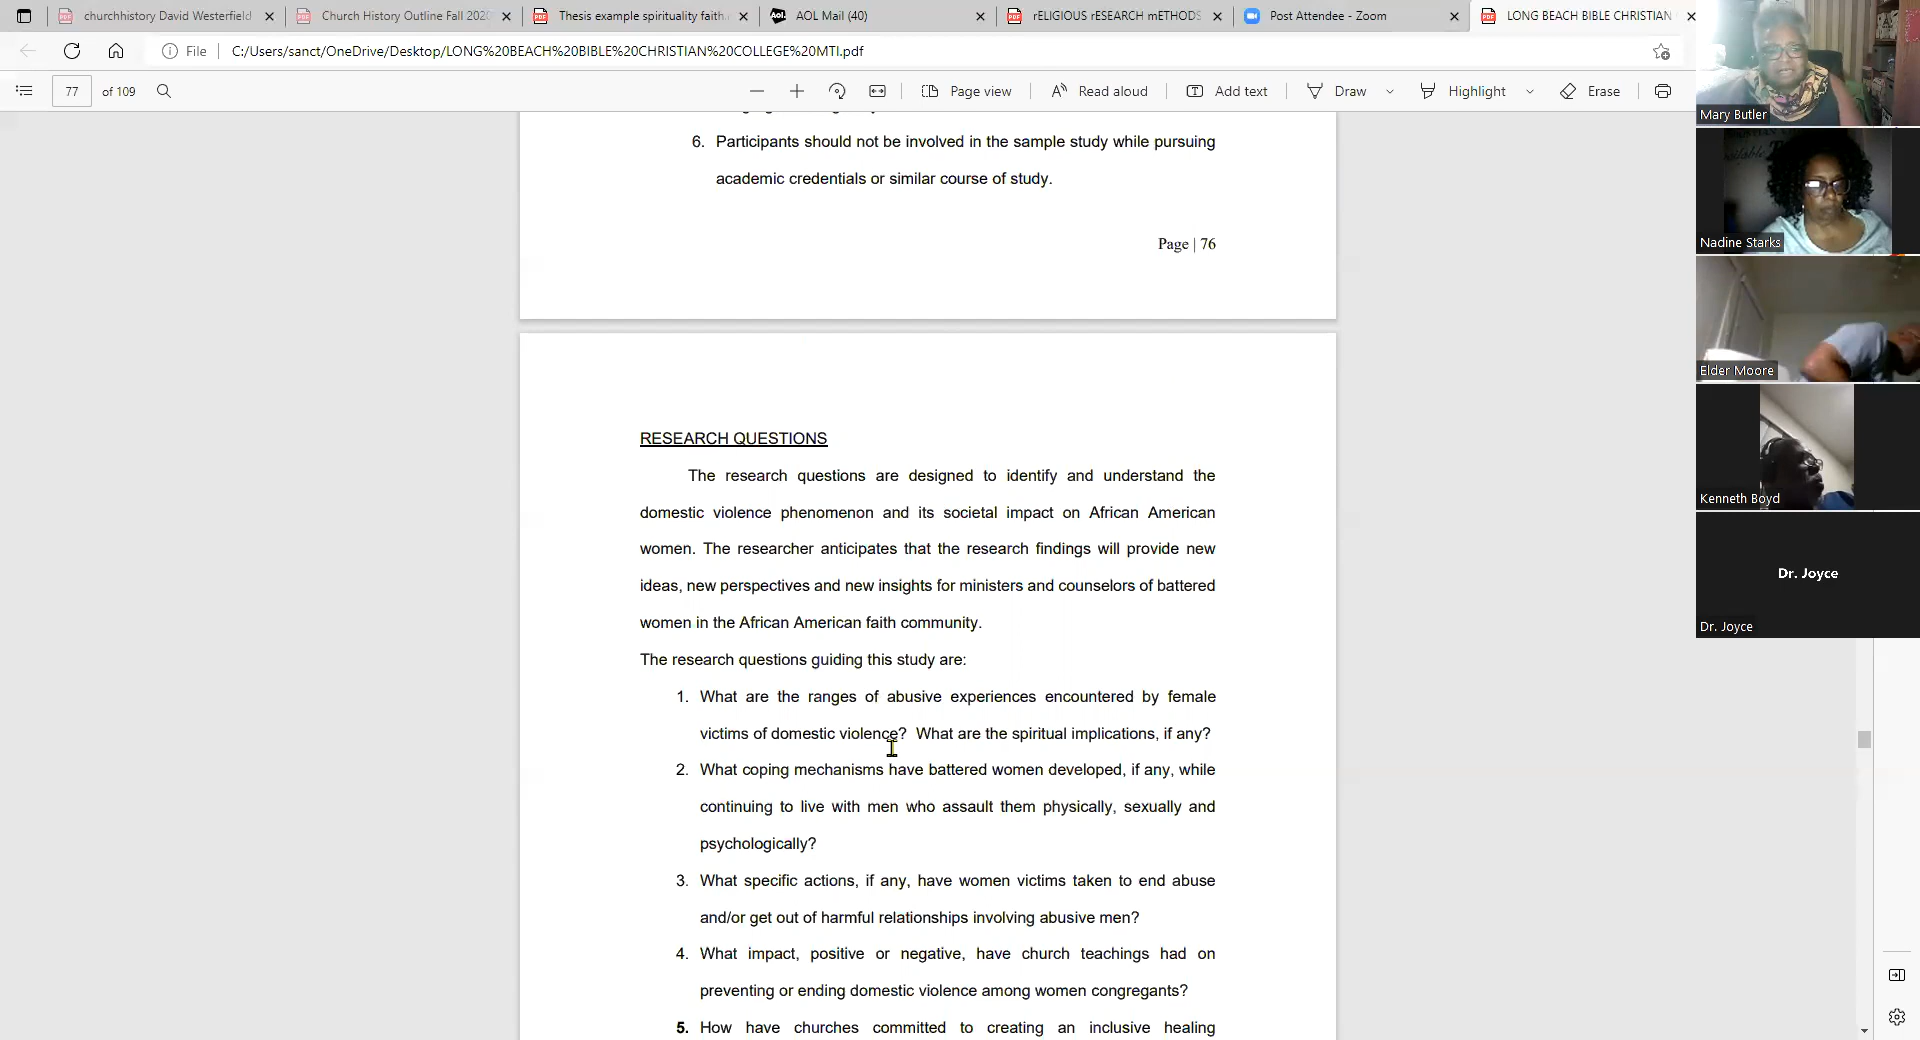 churchhistory David Westerfield
Church History Outline Fall 2020
Thesis example spirituality faith
Aol.
AOL Mail (40)
rELIGIOUS rESEARCH mETHODS
Post Attendee - Zoom
LONG BEACH BIBLE CHRISTIAN
File
C:/Users/sanct/OneDrive/Desktop/LONG%20BEACH%20BIBLE%20CHRISTIAN%20COLLEGE%20MTI.pdf
77 of 109
Page view
Read aloud
Add text
Draw
Highlight
Erase
6. Participants should not be involved in the sample study while pursuing
academic credentials or similar course of study.
Page | 76
RESEARCH QUESTIONS
The research questions are designed to identify and understand the
domestic violence phenomenon and its societal impact on African American
women. The researcher anticipates that the research findings will provide new
ideas, new perspectives and new insights for ministers and counselors of battered
women in the African American faith community.
The research questions guiding this study are:
1. What are the ranges of abusive experiences encountered by female
victims of domestic violence? What are the spiritual implications, if any?
2. What coping mechanisms have battered women developed, if any, while
continuing to live with men who assault them physically, sexually and
psychologically?
3. What specific actions, if any, have women victims taken to end abuse
and/or get out of harmful relationships involving abusive men?
4. What impact, positive or negative, have church teachings had on
preventing or ending domestic violence among women congregants?
5. How have churches committed to creating an inclusive healing
Mary Butler
Nadine Starks
Elder Moore
Kenneth Boyd
Dr. Joyce
Dr. Joyce